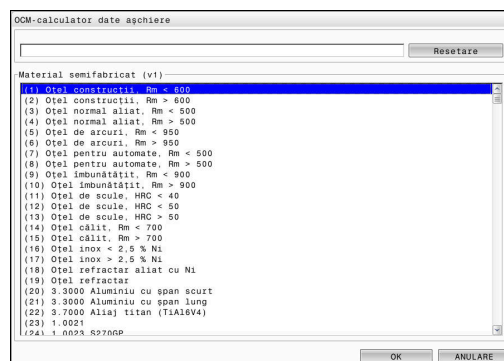 OCM-calculator date așchiere
Resetare
Material semifabricat (v1)
(1) Oțel construcții, Rm < 600
(2) Oțel construcții, Rm > 600
(3) Oțel normal aliat, Rm < 500
(4) Oțel normal aliat, Rm > 500
(5) Oțel de arcuri, Rm < 950
(6) Oțel de arcuri, Rm > 950
(7) Oțel pentru automate, Rm < 500
(8) Oțel pentru automate, Rm > 500
(9) Oțel îmbunătățit, Rm < 900
(10) Oțel îmbunătățit, Rm > 900
(11) Oțel de scule, HRC < 40
(12) Oțel de scule, HRC < 50
(13) Oțel de scule, HRC > 50
(14) Oțel călit, Rm < 700
(15) Oțel călit, Rm > 700
(16) Oțel inox < 2,5 % Ni
(17) Oțel inox > 2,5 % Ni
(18) Oțel refractar aliat cu Ni
(19) Oțel refractar
(20) 3.3000 Aluminiu cu șpan scurt
(21) 3.3000 Aluminiu cu șpan lung
(22) 3.7000 Aliaj titan (TiAl6V4)
(23) 1.0021
(24) 1.0023 S270GP
OK
ANULARE